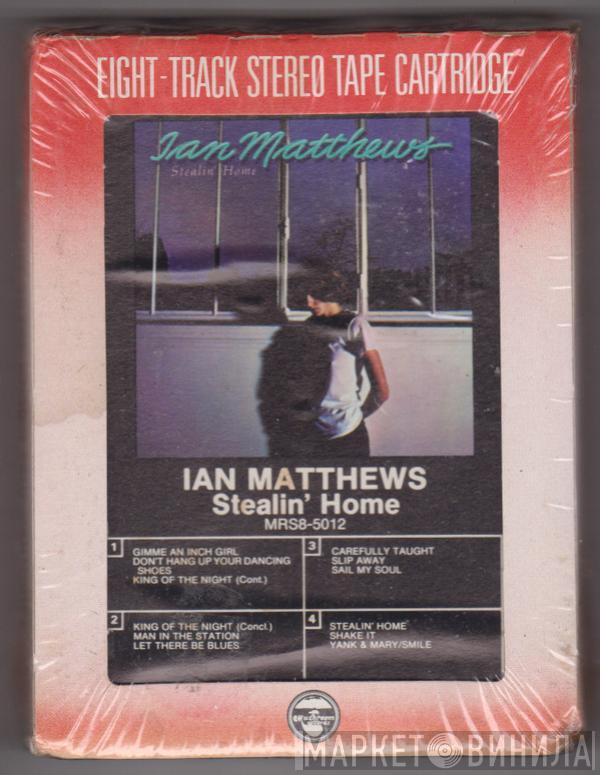 EIGHT-TRACK STEREO TAPE CARTRIDGE
Ian Matthews
Stealin' Home
IAN MATTHEWS
Stealin' Home
MRS8-5012
1
GIMME AN INCH GIRL
DON'T HANG UP YOUR DANCING
SHOES
KING OF THE NIGHT (Cont.)
2
KING OF THE NIGHT (Concl.)
MAN IN THE STATION
LET THERE BE BLUES
3
CAREFULLY TAUGHT
SLIP AWAY
SAIL MY SOUL
4
STEALIN' HOME
SHAKE IT
YANK & MARY/SMILE
Mushroom
МАРКЕТ ВИНИЛА